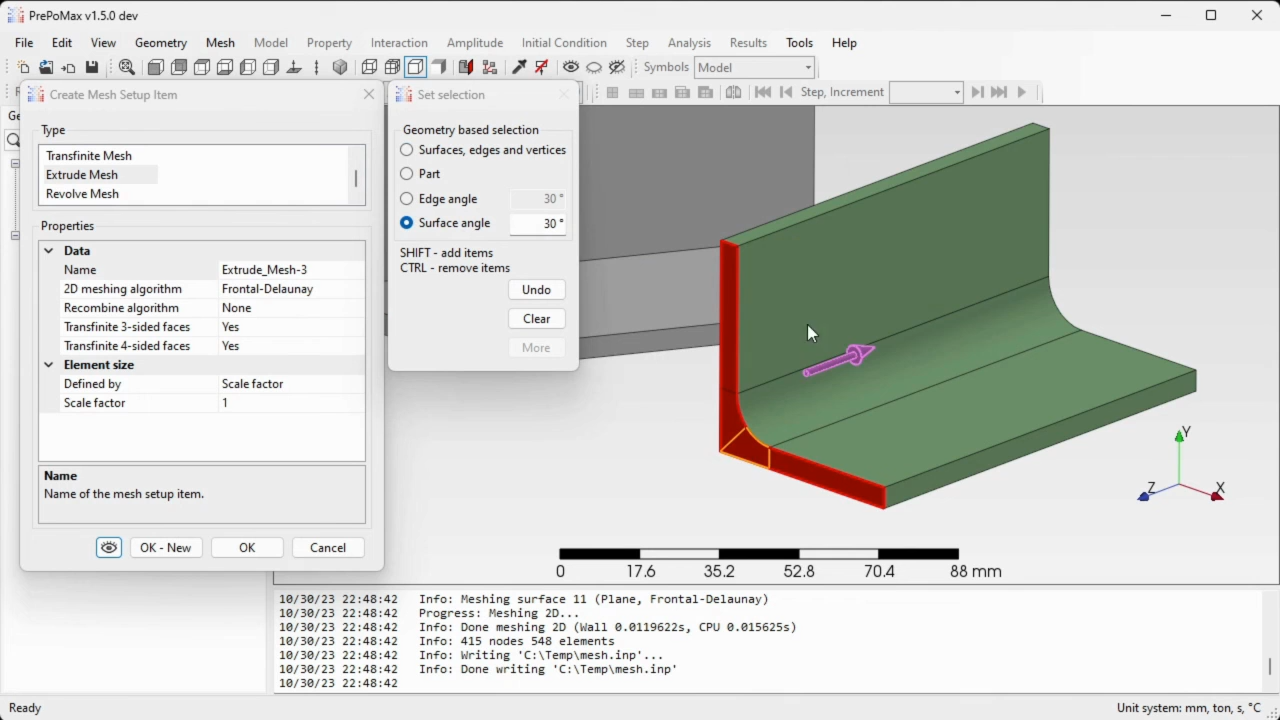 PrePoMax v1.5.0 dev
File Edit View Geometry Mesh Model Property Interaction Amplitude Initial Condition Step Analysis Results Tools Help
Symbols Model
Step, Increment
Create Mesh Setup Item
Type
Transfinite Mesh
Extrude Mesh
Revolve Mesh
Properties
Data
Name Extrude_Mesh-3
2D meshing algorithm Frontal-Delaunay
Recombine algorithm None
Transfinite 3-sided faces Yes
Transfinite 4-sided faces Yes
Element size
Defined by Scale factor
Scale factor 1
Name
Name of the mesh setup item.
OK - New OK Cancel
Set selection
Geometry based selection
Surfaces, edges and vertices
Part
Edge angle 30 °
Surface angle 30 °
SHIFT - add items
CTRL - remove items
Undo
Clear
More
Y
Z X
0 17.6 35.2 52.8 70.4 88 mm
10/30/23 22:48:42 Info: Meshing surface 11 (Plane, Frontal-Delaunay)
10/30/23 22:48:42 Progress: Meshing 2D...
10/30/23 22:48:42 Info: Done meshing 2D (Wall 0.0119622s, CPU 0.015625s)
10/30/23 22:48:42 Info: 415 nodes 548 elements
10/30/23 22:48:42 Info: Writing 'C:\Temp\mesh.inp'...
10/30/23 22:48:42 Info: Done writing 'C:\Temp\mesh.inp'
10/30/23 22:48:42
Ready
Unit system: mm, ton, s, °C